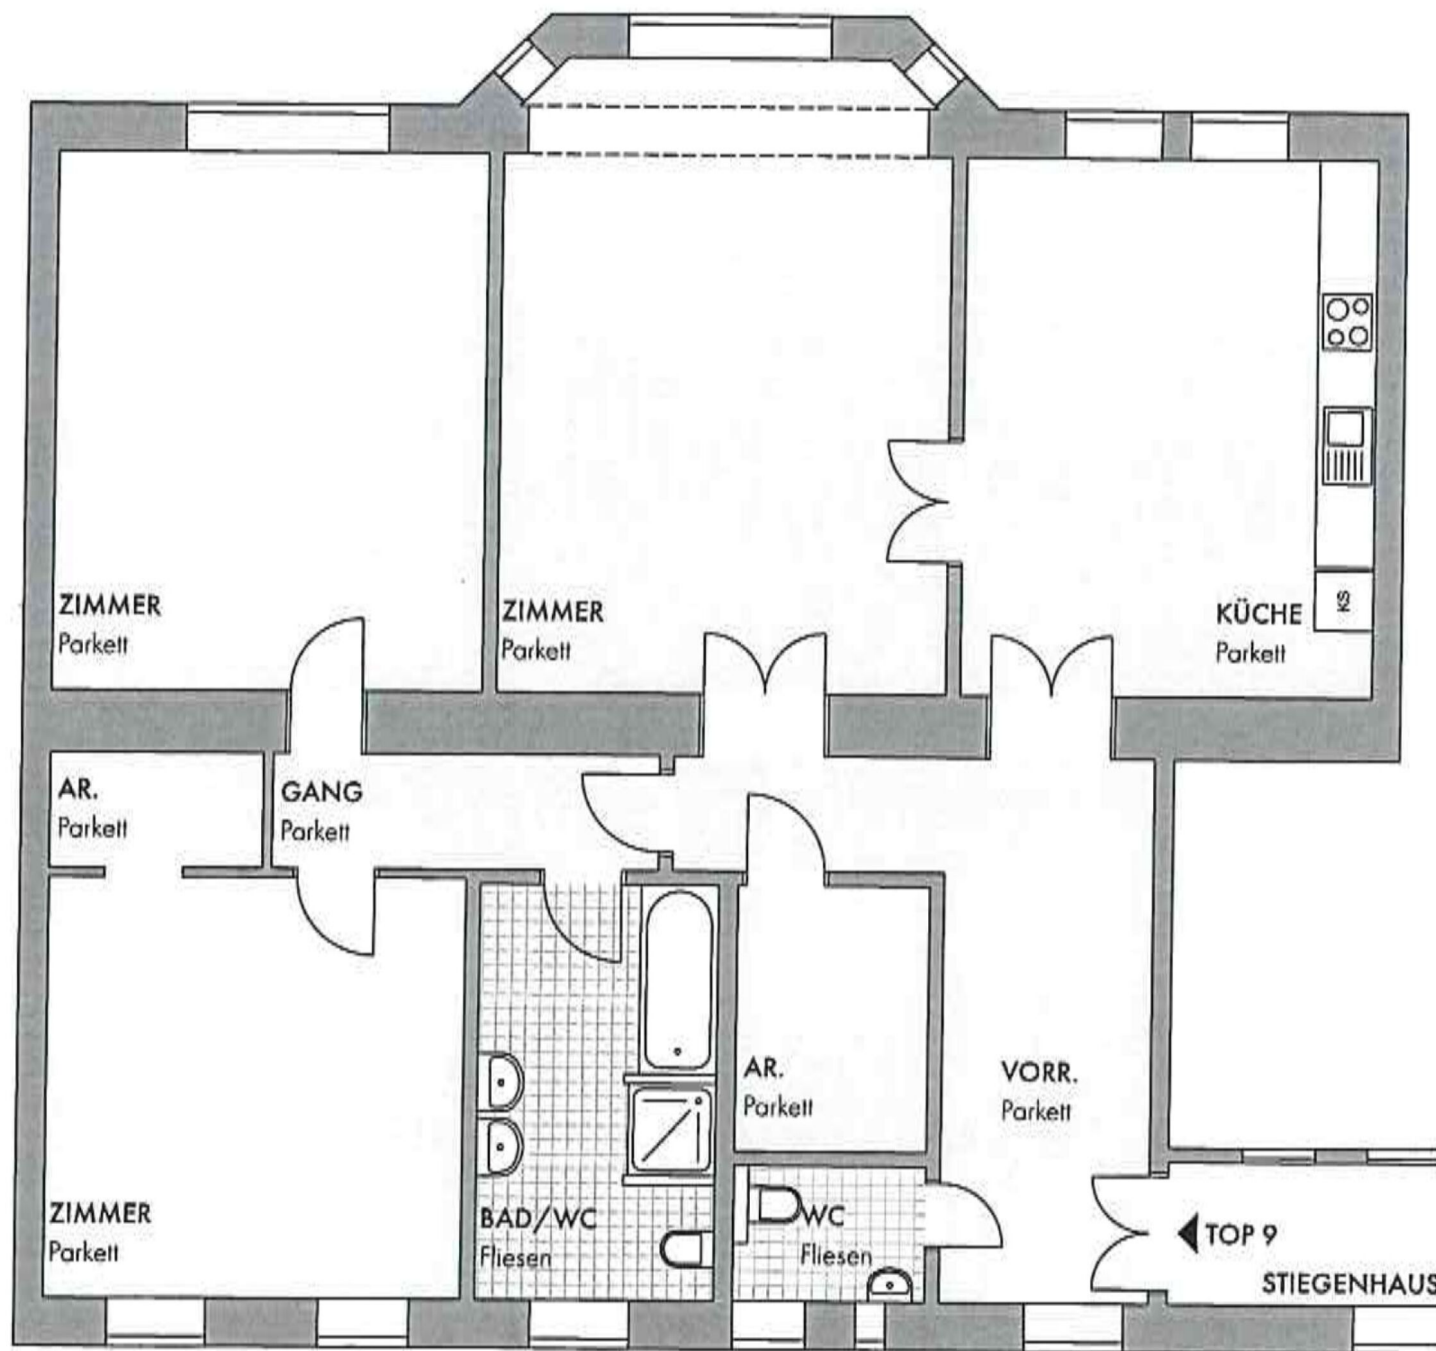 ZIMMER
Parkett
ZIMMER
Parkett
KÜCHE
Parkett
KS
AR.
Parkett
GANG
Parkett
AR.
Parkett
VORR.
Parkett
ZIMMER
Parkett
BAD/WC
Fliesen
WC
Fliesen
TOP 9
STIEGENHAUS